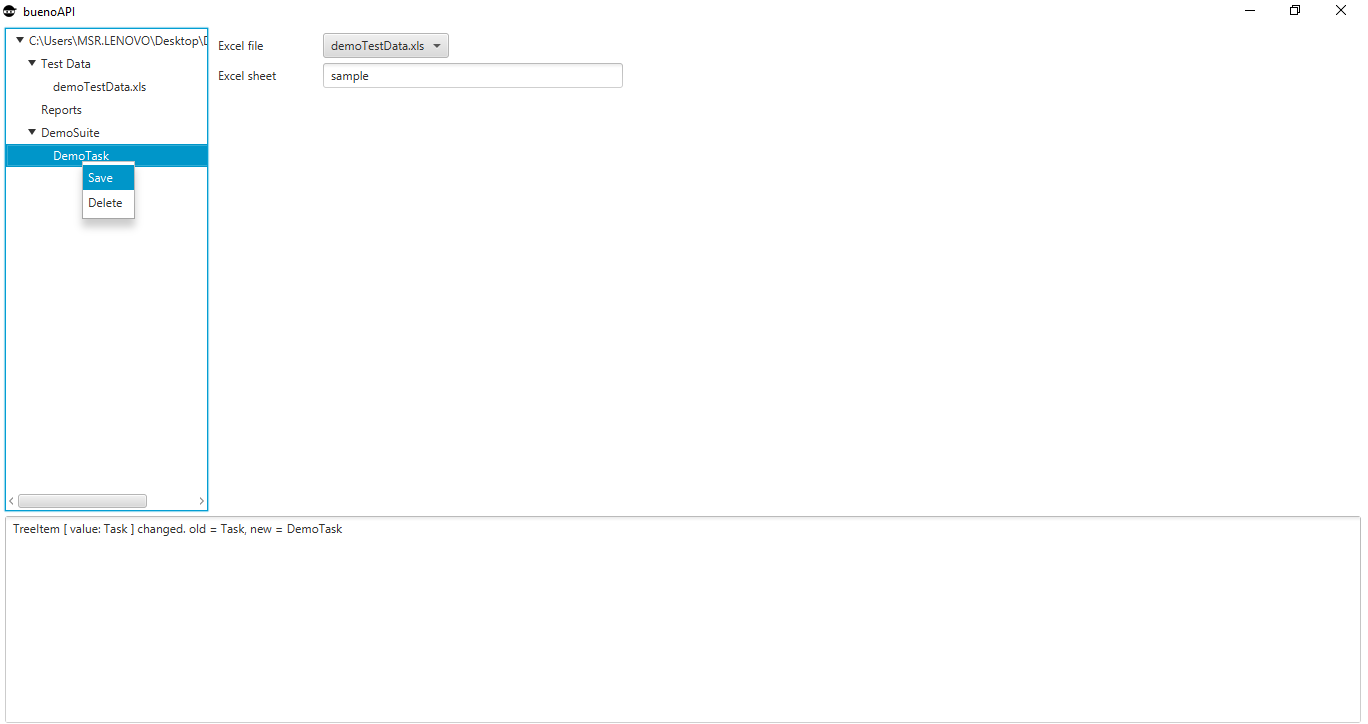 buenoAPI
C:\Users\MSR.LENOVO\Desktop\D
Test Data
demoTestData.xls
Reports
DemoSuite
DemoTask
Save
Delete
Excel file
demoTestData.xls
Excel sheet
sample
TreeItem [ value: Task ] changed. old = Task, new = DemoTask